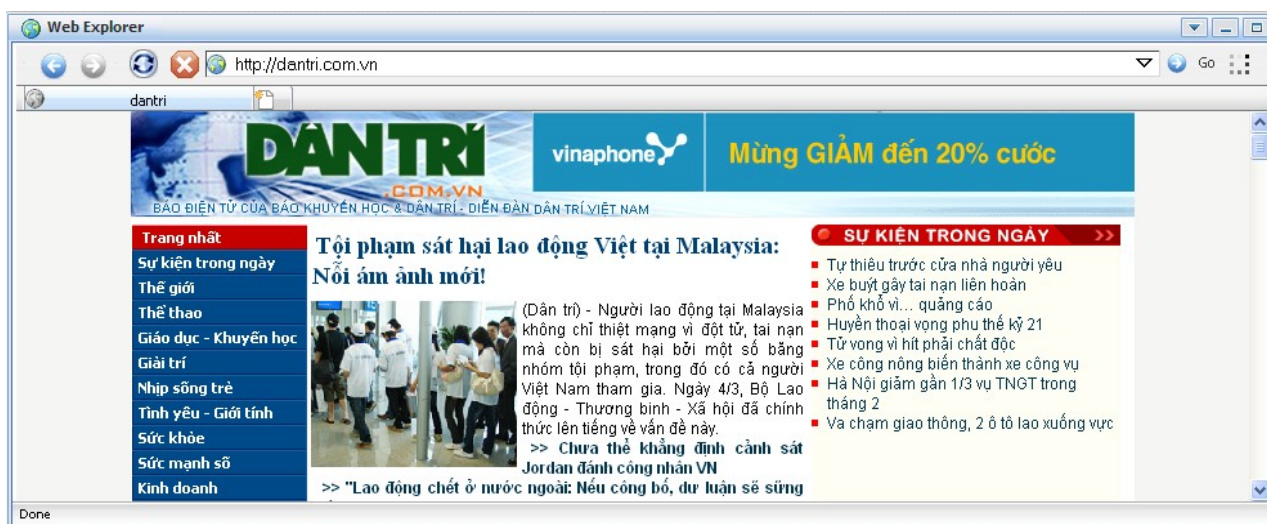 Web Explorer
http://dantri.com.vn
Go
dantri
DÂN TRÍ
.COM.VN
BÁO ĐIỆN TỬ CỦA BÁO KHUYẾN HỌC & DÂN TRÍ - DIỄN ĐÀN DÂN TRÍ VIỆT NAM
vinaphone
Mừng GIẢM đến 20% cước
Trang nhất
Sự kiện trong ngày
Thế giới
Thể thao
Giáo dục - Khuyến học
Giải trí
Nhịp sống trẻ
Tình yêu - Giới tính
Sức khỏe
Sức mạnh số
Kinh doanh
Tội phạm sát hại lao động Việt tại Malaysia:
Nỗi ám ảnh mới!
(Dân trí) - Người lao động tại Malaysia
không chỉ thiệt mạng vì đột tử, tai nạn
mà còn bị sát hại bởi một số băng
nhóm tội phạm, trong đó có cả người
Việt Nam tham gia. Ngày 4/3, Bộ Lao
động - Thương binh - Xã hội đã chính
thức lên tiếng về vấn đề này.
>> Chưa thể khẳng định cảnh sát
Jordan đánh công nhân VN
>> "Lao động chết ở nước ngoài: Nếu công bố, dư luận sẽ sững
SỰ KIỆN TRONG NGÀY >>
Tự thiêu trước cửa nhà người yêu
Xe buýt gây tai nạn liên hoàn
Phố khổ vì... quảng cáo
Huyền thoại vọng phu thế kỷ 21
Tử vong vì hít phải chất độc
Xe công nông biến thành xe công vụ
Hà Nội giảm gần 1/3 vụ TNGT trong
tháng 2
Va chạm giao thông, 2 ô tô lao xuống vực
Done